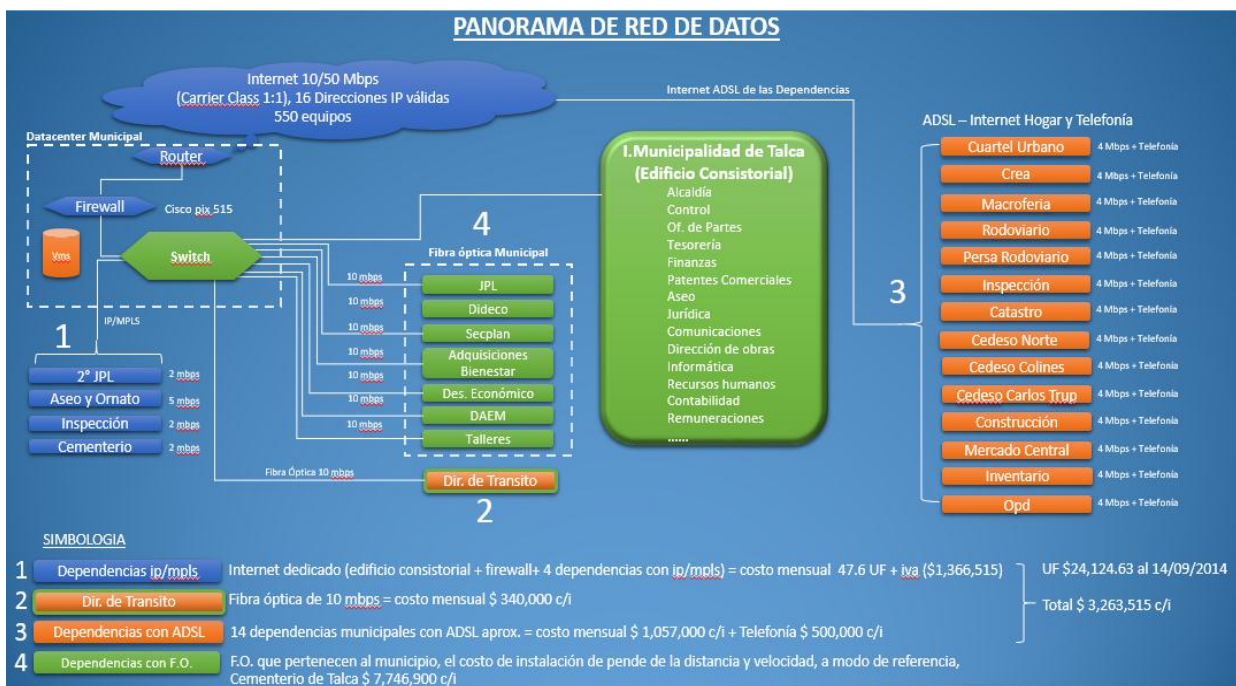 PANORAMA DE RED DE DATOS
Internet 10/50 Mbps
(Carrier Class 1:1), 16 Direcciones IP válidas
550 equipos
Internet ADSL de las Dependencias
Datacenter Municipal
Router
Firewall
Cisco pix 515
Vms
Switch
IP/MPLS
1
2° JPL
2 mbps
Aseo y Ornato
5 mbps
Inspección
2 mbps
Cementerio
2 mbps
4
Fibra óptica Municipal
10 mbps
JPL
10 mbps
Dideco
10 mbps
Secplan
10 mbps
Adquisiciones
Bienestar
10 mbps
Des. Económico
10 mbps
DAEM
10 mbps
Talleres
Fibra Óptica 10 mbps
Dir. de Transito
2
I.Municipalidad de Talca
(Edificio Consistorial)
Alcaldía
Control
Of. de Partes
Tesorería
Finanzas
Patentes Comerciales
Aseo
Jurídica
Comunicaciones
Dirección de obras
Informática
Recursos humanos
Contabilidad
Remuneraciones
......
3
ADSL – Internet Hogar y Telefonía
Cuartel Urbano
4 Mbps + Telefonía
Crea
4 Mbps + Telefonía
Macroferia
4 Mbps + Telefonía
Rodoviario
4 Mbps + Telefonía
Persa Rodoviario
4 Mbps + Telefonía
Inspección
4 Mbps + Telefonía
Catastro
4 Mbps + Telefonía
Cedeso Norte
4 Mbps + Telefonía
Cedeso Colines
4 Mbps + Telefonía
Cedeso Carlos Trup
4 Mbps + Telefonía
Construcción
4 Mbps + Telefonía
Mercado Central
4 Mbps + Telefonía
Inventario
4 Mbps + Telefonía
Opd
4 Mbps + Telefonía
SIMBOLOGIA
1 Dependencias ip/mpls Internet dedicado (edificio consistorial + firewall+ 4 dependencias con ip/mpls) = costo mensual 47.6 UF + iva ($1,366,515)
2 Dir. de Transito Fibra óptica de 10 mbps = costo mensual $ 340,000 c/i
3 Dependencias con ADSL 14 dependencias municipales con ADSL aprox. = costo mensual $ 1,057,000 c/i + Telefonía $ 500,000 c/i
4 Dependencias con F.O. F.O. que pertenecen al municipio, el costo de instalación de pende de la distancia y velocidad, a modo de referencia,
Cementerio de Talca $ 7,746,900 c/i
UF $24,124.63 al 14/09/2014
Total $ 3,263,515 c/i